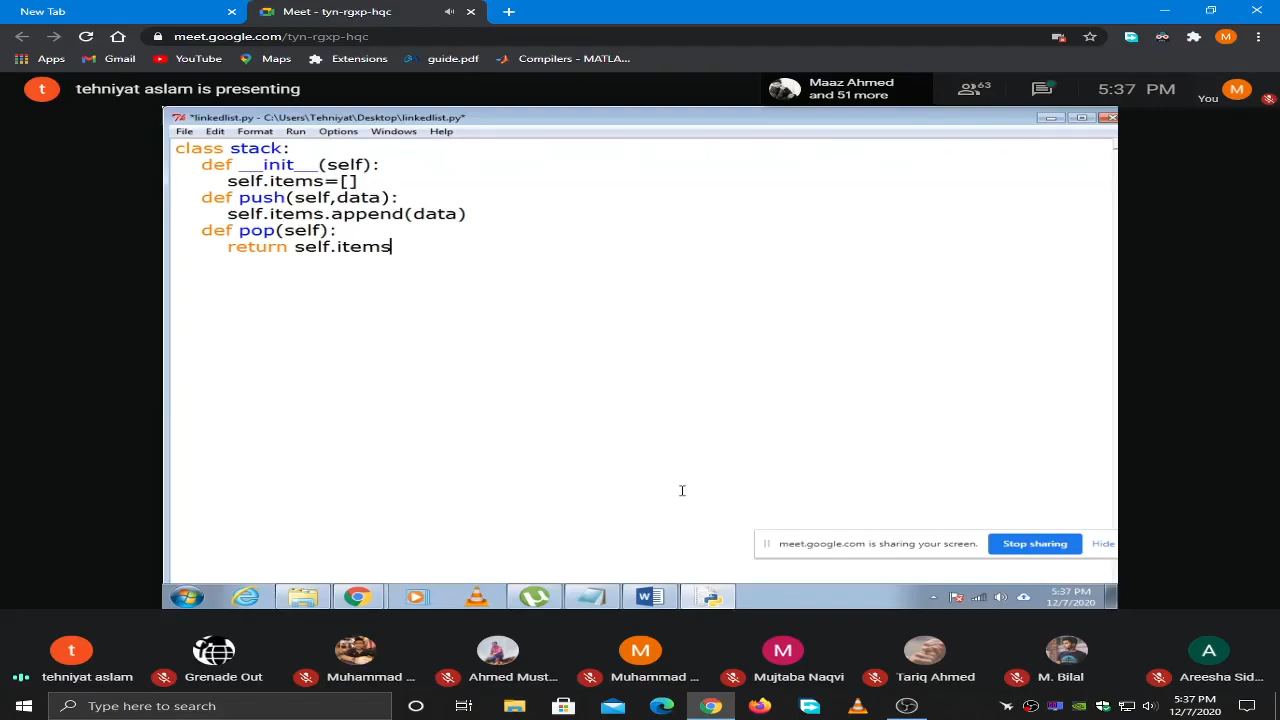 New Tab
Meet - tyn-rgxp-hqc
meet.google.com/tyn-rgxp-hqc
M
Apps
Gmail
YouTube
Maps
Extensions
guide.pdf
Compilers - MATLA...
t
tehniyat aslam is presenting
Maaz Ahmed
and 51 more
63
5:37 PM
You
M
*linkedlist.py - C:\Users\Tehniyat\Desktop\linkedlist.py*
File Edit Format Run Options Windows Help
class stack:
    def __init__(self):
        self.items=[]
    def push(self,data):
        self.items.append(data)
    def pop(self):
        return self.items
meet.google.com is sharing your screen.
Stop sharing
Hide
5:37 PM
12/7/2020
t
M
M
A
tehniyat aslam
Grenade Out
Muhammad ...
Ahmed Must...
Muhammad ...
Mujtaba Naqvi
Tariq Ahmed
M. Bilal
Areesha Sid...
Type here to search
5:37 PM
12/7/2020